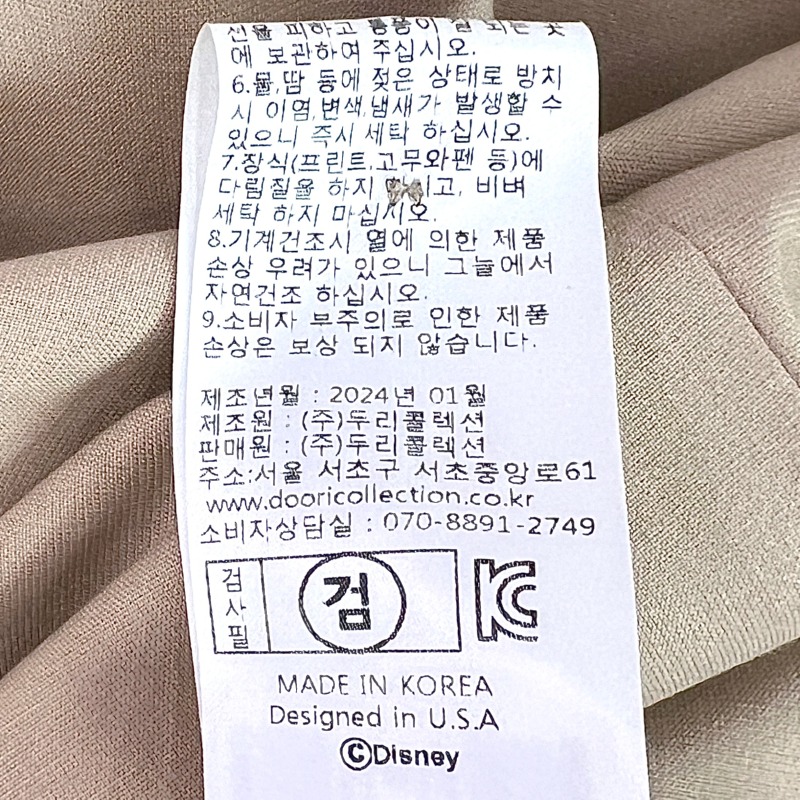 선을 피하고 통풍이 잘 되는 곳
에 보관하여 주십시오.
6.물,땀 등에 젖은 상태로 방치
시 이염,변색,냄새가 발생할 수
있으니 즉시 세탁 하십시오.
7.장식(프린트,고무와펜 등)에
다림질을 하지 마시고, 비벼
세탁 하지 마십시오.
8.기계건조시 열에 의한 제품
손상 우려가 있으니 그늘에서
자연건조 하십시오.
9.소비자 부주의로 인한 제품
손상은 보상 되지 않습니다.
제조년월 : 2024년 01월
제조원 : (주)두리콜렉션
판매원 : (주)두리콜렉션
주소:서울 서초구 서초중앙로61
www.dooricollection.co.kr
소비자상담실 : 070-8891-2749
검사필 검 KC
MADE IN KOREA
Designed in U.S.A
©Disney